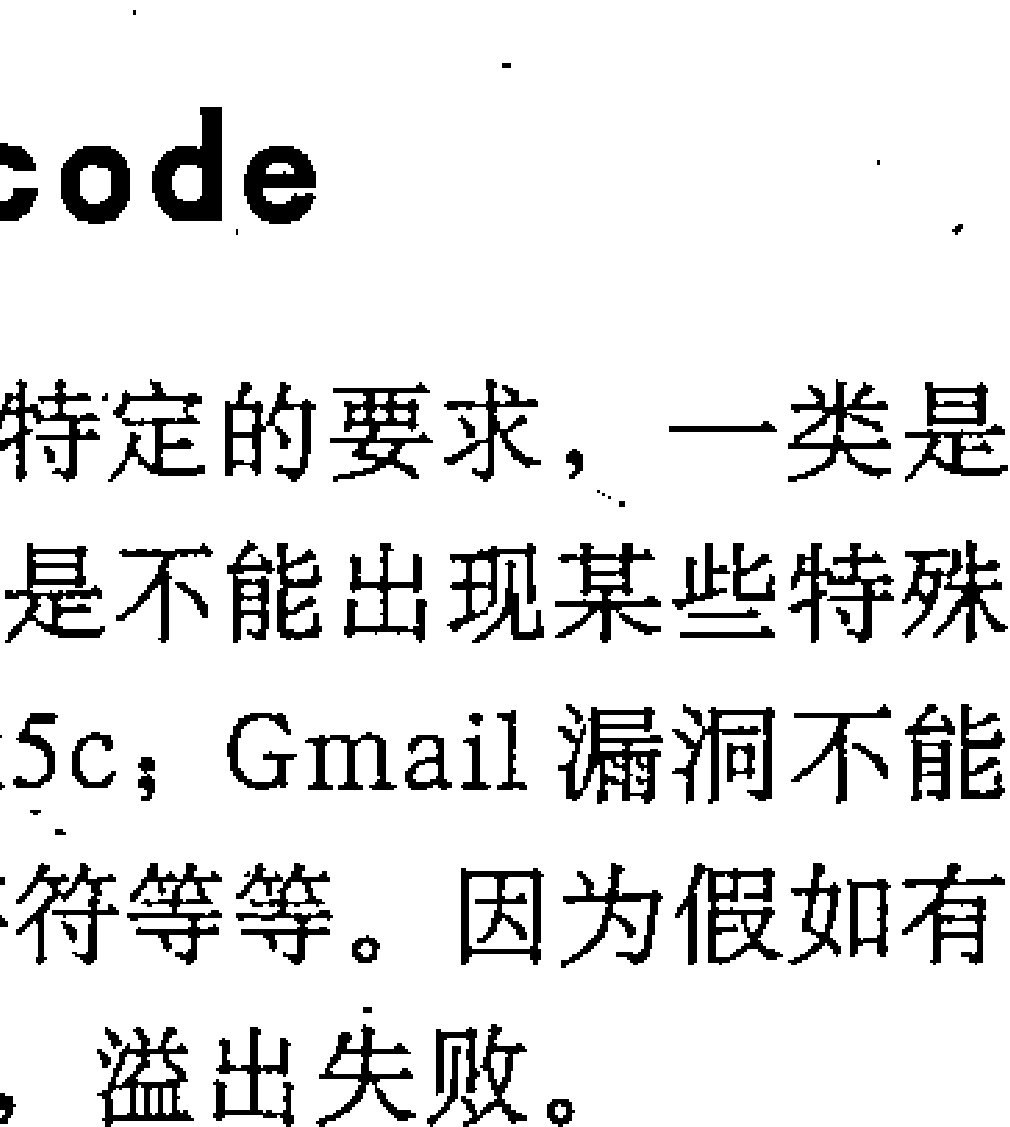 code
特定的要求，一类是
是不能出现某些特殊
5c；Gmail 漏洞不能
符等等。因为假如有
，溢出失败。